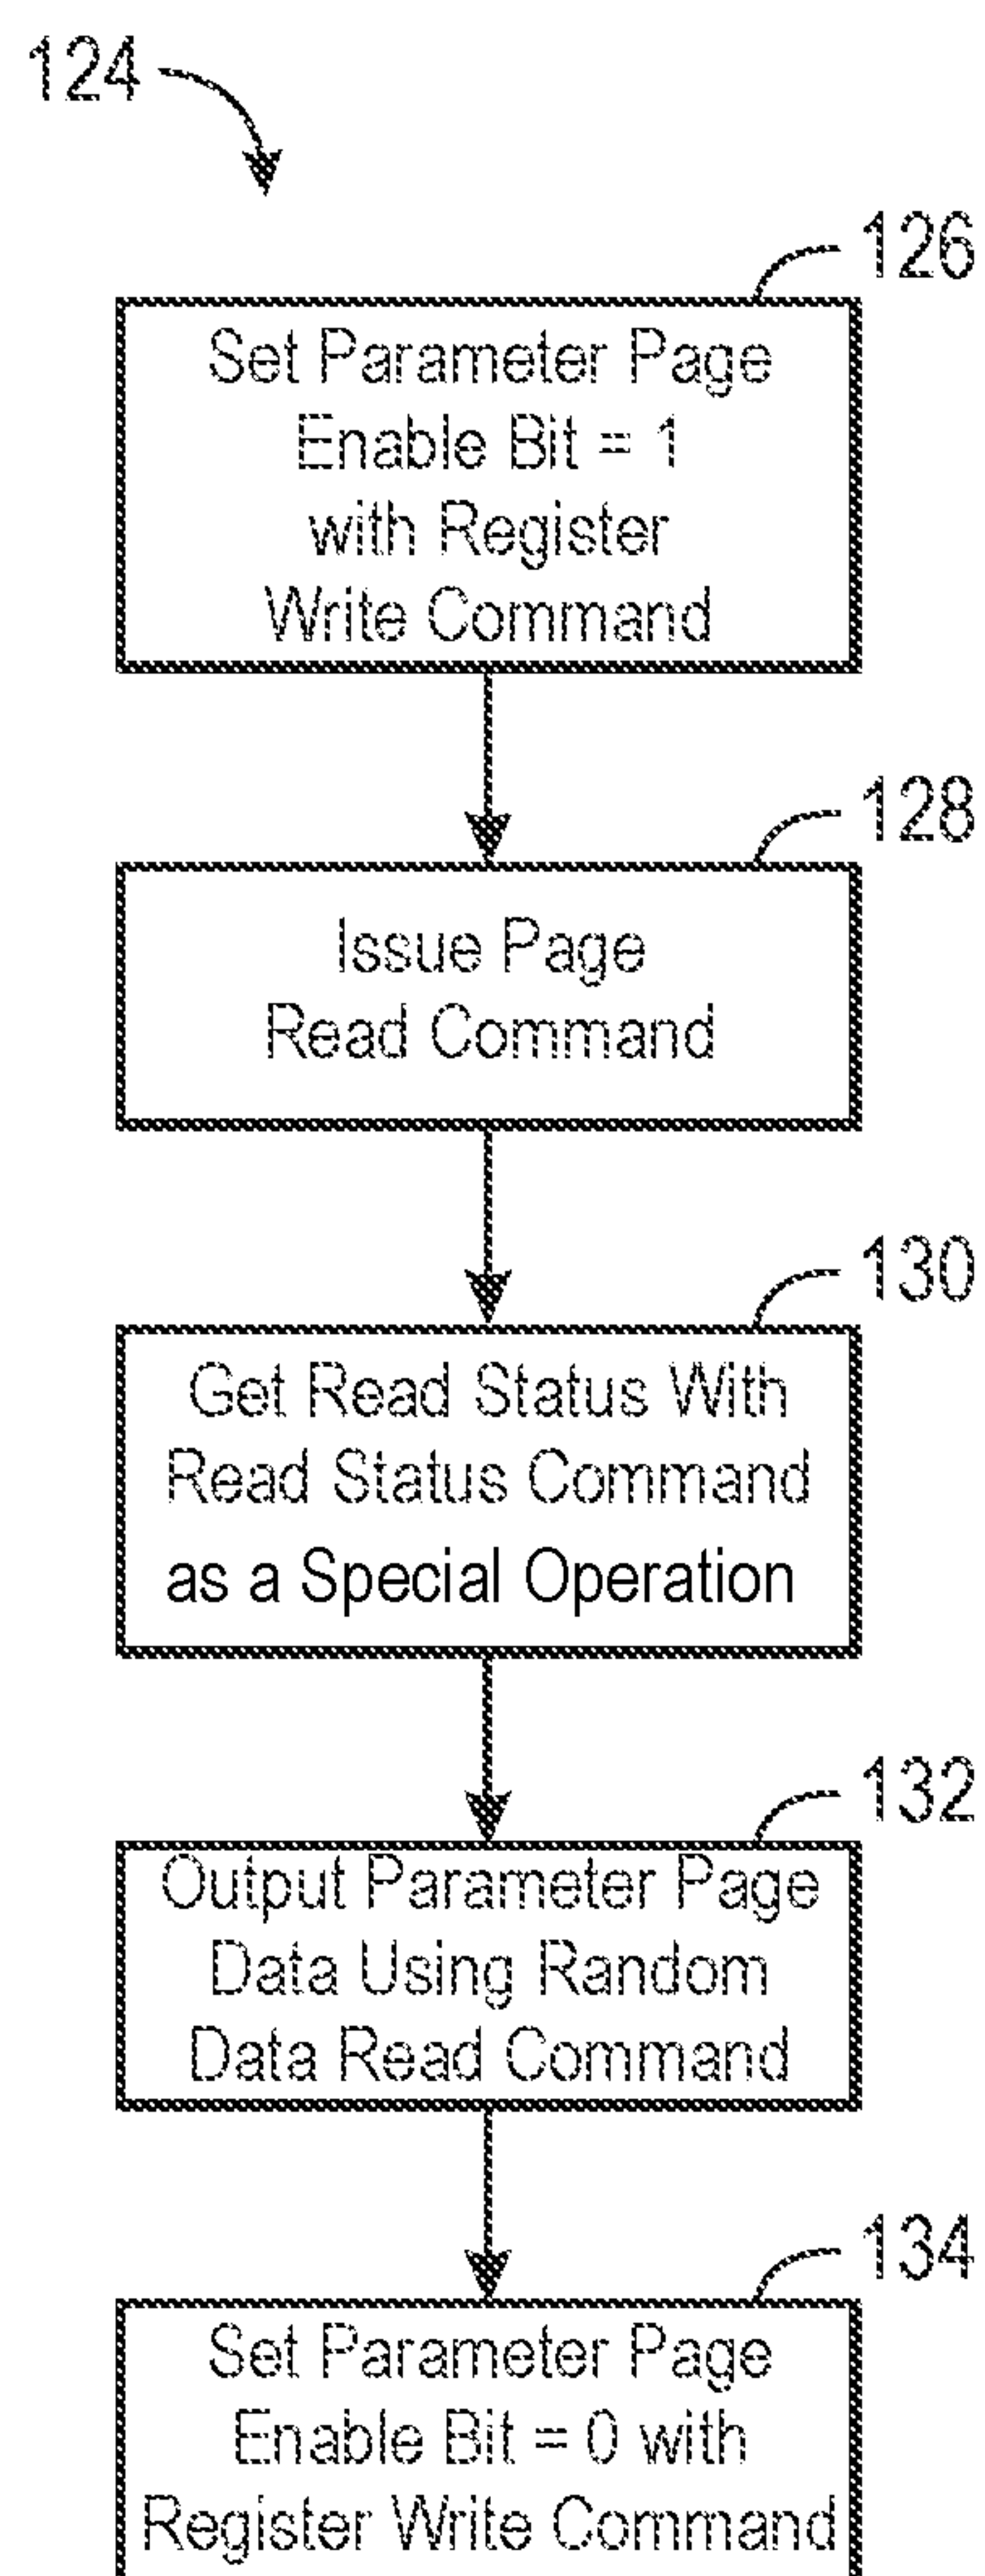 124
126
Set Parameter Page
Enable Bit = 1
with Register
Write Command
128
Issue Page
Read Command
130
Get Read Status With
Read Status Command
as a Special Operation
132
Output Parameter Page
Data Using Random
Data Read Command
134
Set Parameter Page
Enable Bit = 0 with
Register Write Command